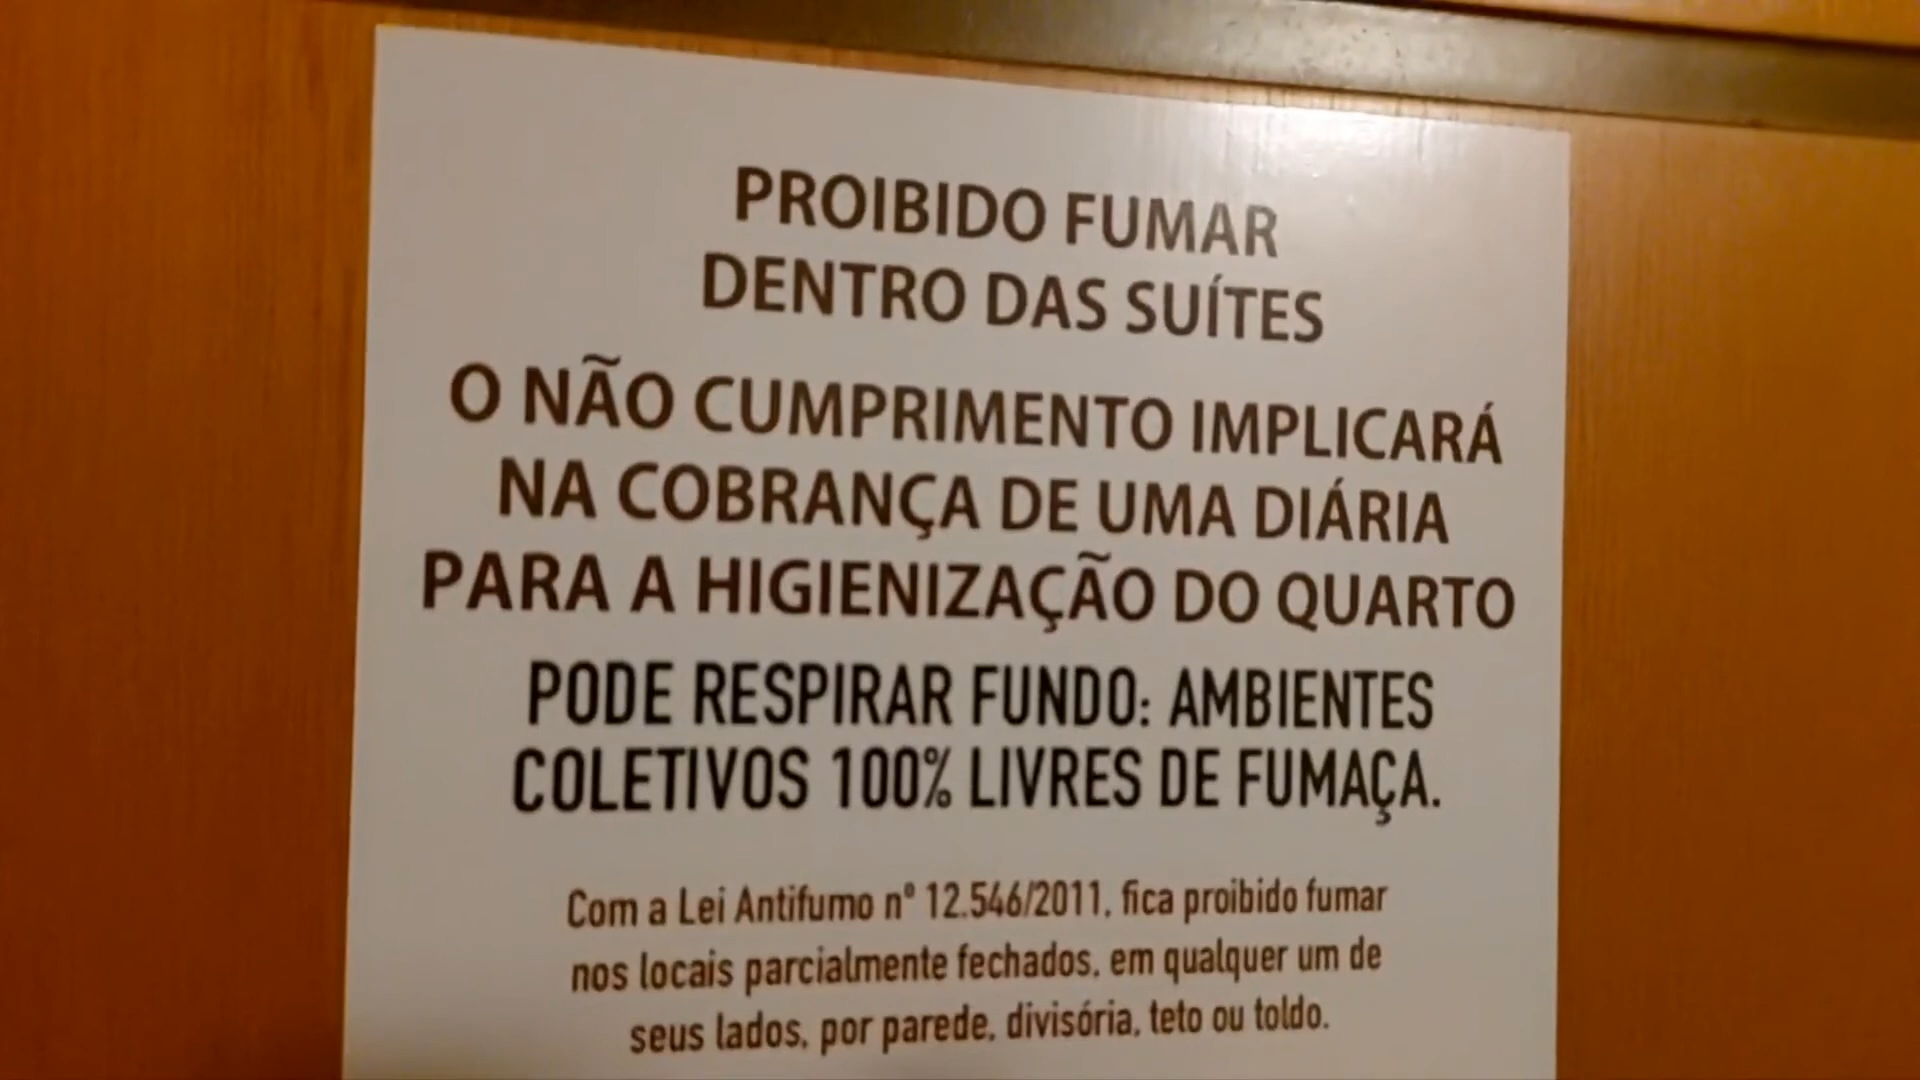 PROIBIDO FUMAR
DENTRO DAS SUÍTES
O NÃO CUMPRIMENTO IMPLICARÁ
NA COBRANÇA DE UMA DIÁRIA
PARA A HIGIENIZAÇÃO DO QUARTO
PODE RESPIRAR FUNDO: AMBIENTES
COLETIVOS 100% LIVRES DE FUMAÇA.
Com a Lei Antifumo nº 12.546/2011, fica proibido fumar
nos locais parcialmente fechados, em qualquer um de
seus lados, por parede, divisória, teto ou toldo.